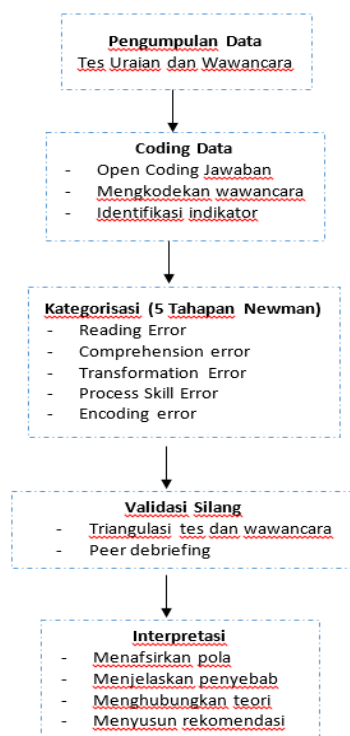 Pengumpulan Data
Tes Uraian dan Wawancara
Coding Data
- Open Coding Jawaban
- Mengkodekan wawancara
- Identifikasi indikator
Kategorisasi (5 Tahapan Newman)
- Reading Error
- Comprehension error
- Transformation Error
- Process Skill Error
- Encoding error
Validasi Silang
- Triangulasi tes dan wawancara
- Peer debriefing
Interpretasi
- Menafsirkan pola
- Menjelaskan penyebab
- Menghubungkan teori
- Menyusun rekomendasi